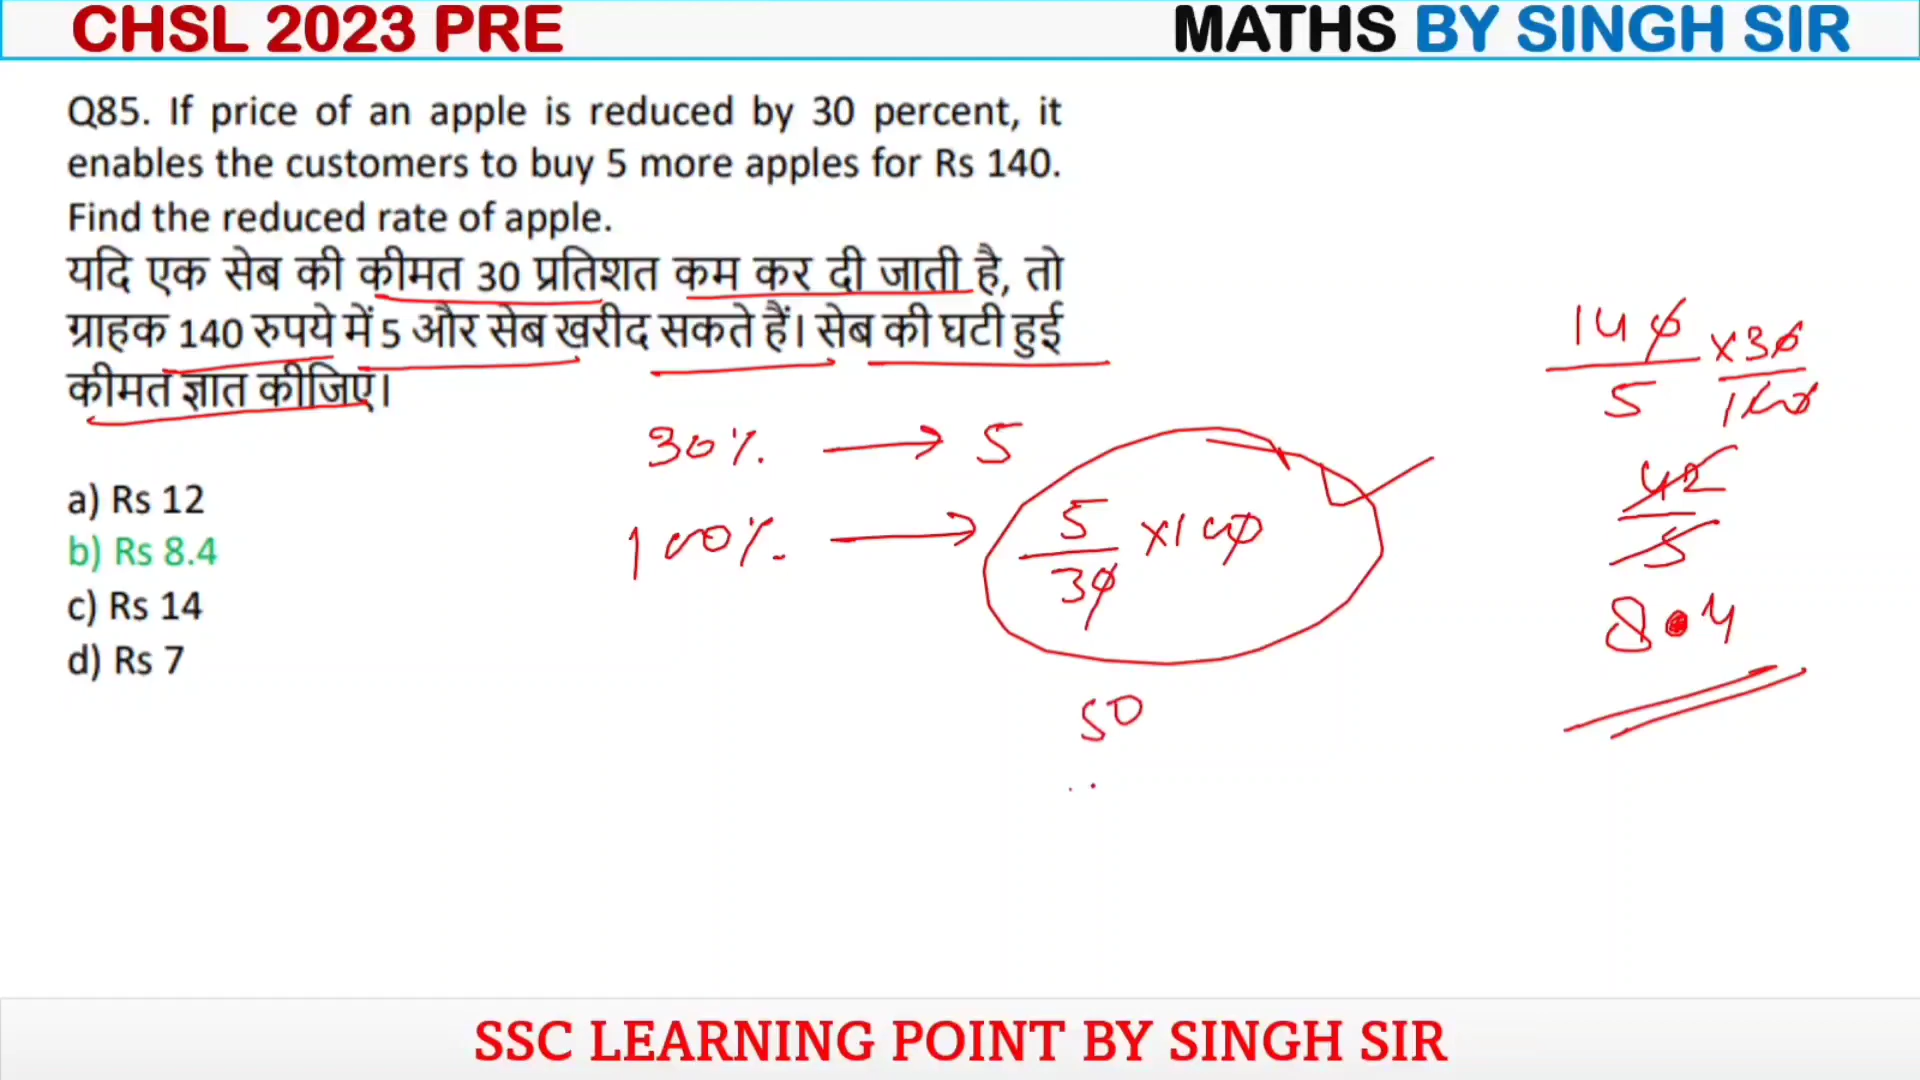 CHSL 2023 PRE
MATHS BY SINGH SIR
Q85. If price of an apple is reduced by 30 percent, it
enables the customers to buy 5 more apples for Rs 140.
Find the reduced rate of apple.
यदि एक सेब की कीमत 30 प्रतिशत कम कर दी जाती है, तो
ग्राहक 140 रुपये में 5 और सेब खरीद सकते हैं। सेब की घटी हुई
कीमत ज्ञात कीजिए।
a) Rs 12
b) Rs 8.4
c) Rs 14
d) Rs 7
30% → 5
100% → 5/30 × 100
50
140/5 × 30/100
42/5
8.4
SSC LEARNING POINT BY SINGH SIR